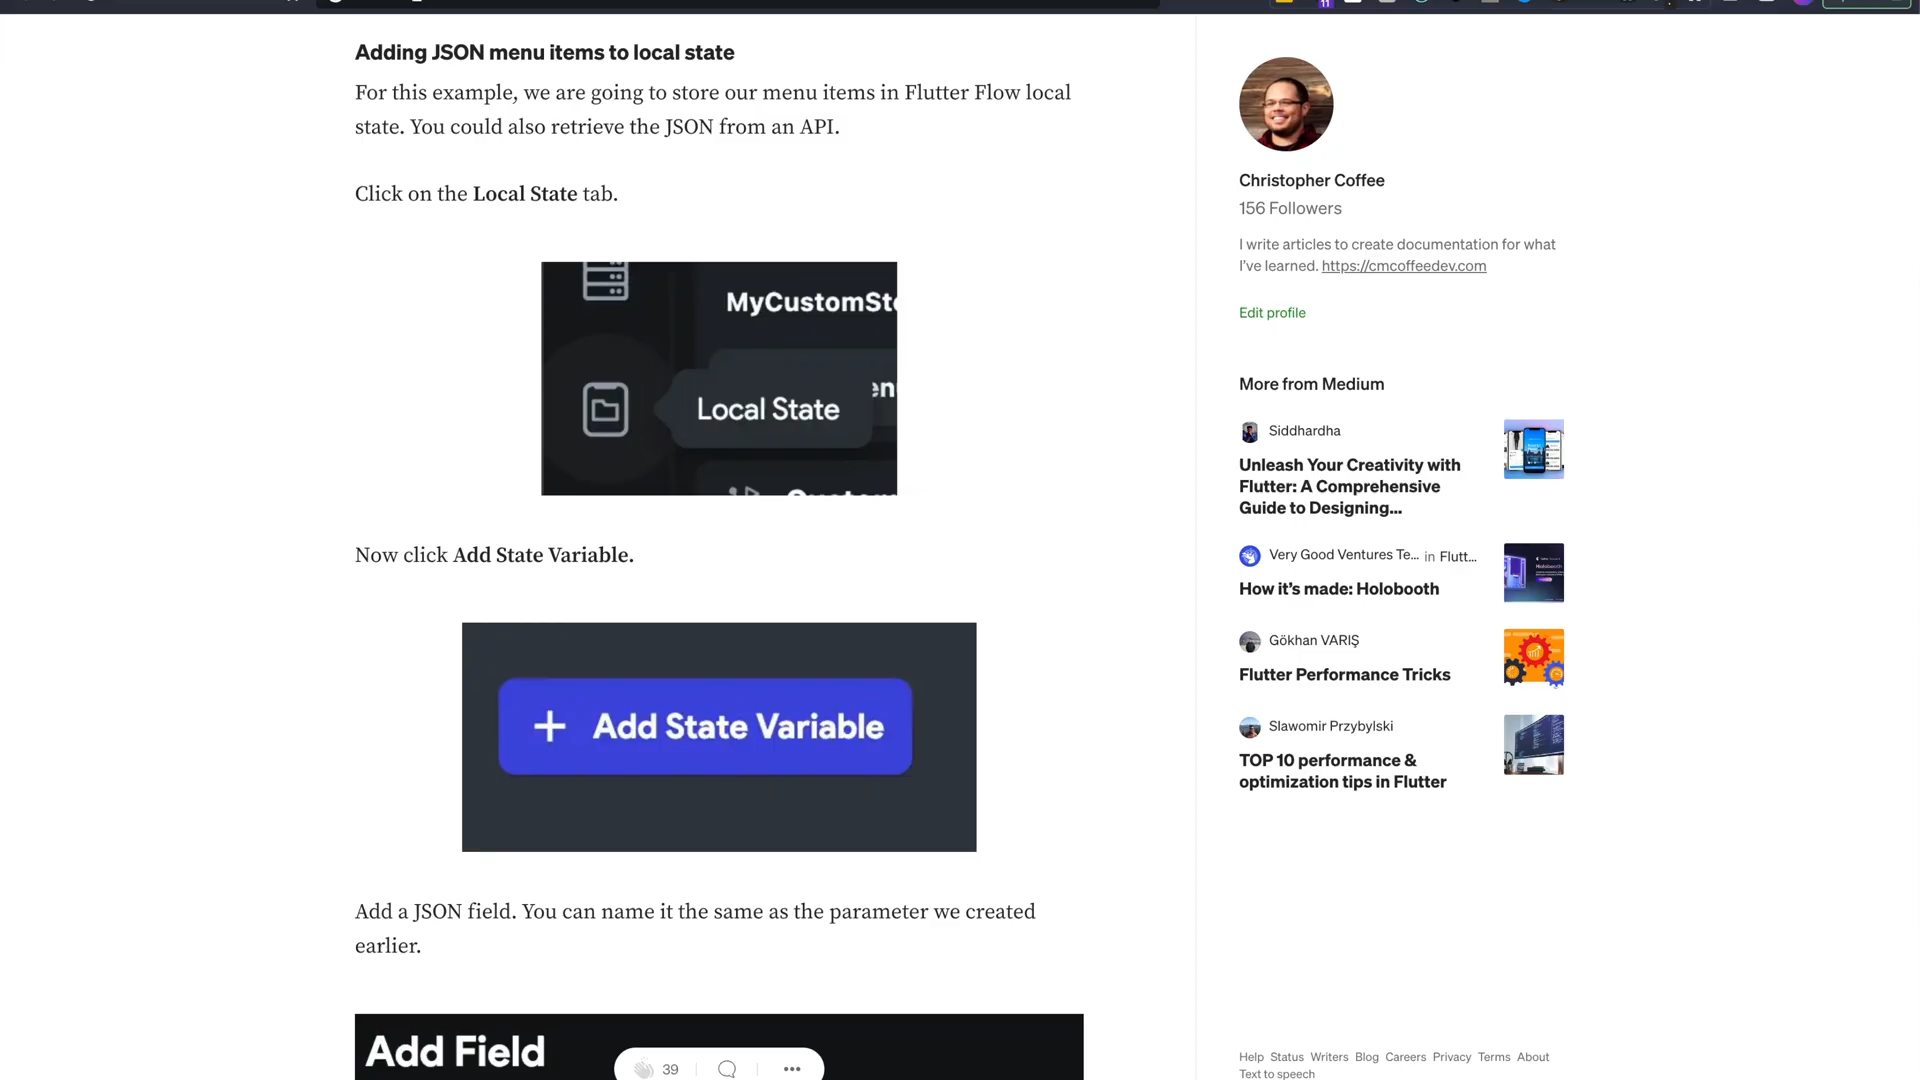 11
Adding JSON menu items to local state
For this example, we are going to store our menu items in Flutter Flow local
state. You could also retrieve the JSON from an API.
Click on the Local State tab.
MyCustomSt
en
Local State
Custom
Now click Add State Variable.
+ Add State Variable
Add a JSON field. You can name it the same as the parameter we created
earlier.
Add Field
39
Christopher Coffee
156 Followers
I write articles to create documentation for what
I've learned. https://cmcoffeedev.com
Edit profile
More from Medium
Siddhardha
Unleash Your Creativity with
Flutter: A Comprehensive
Guide to Designing...
Very Good Ventures Te... in Flutt...
How it's made: Holobooth
Gökhan VARIŞ
Flutter Performance Tricks
Slawomir Przybylski
TOP 10 performance &
optimization tips in Flutter
Help Status Writers Blog Careers Privacy Terms About
Text to speech